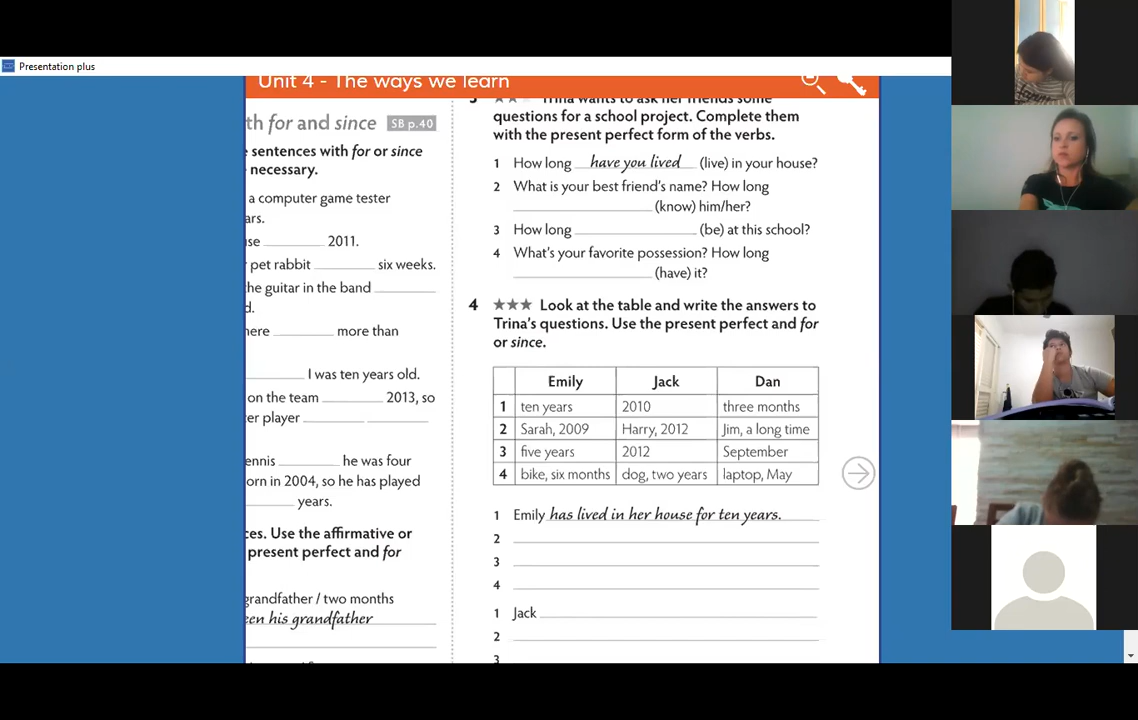 Presentation plus
Unit 4 - The ways we learn
th for and since SB p.40
sentences with for or since
necessary.
a computer game tester
ars.
se 2011.
pet rabbit six weeks.
he guitar in the band
d.
ere more than
I was ten years old.
on the team 2013, so
er player
ennis he was four
orn in 2004, so he has played
years.
ces. Use the affirmative or
present perfect and for
grandfather / two months
een his grandfather
3 ★★ Trina wants to ask her friends some
questions for a school project. Complete them
with the present perfect form of the verbs.
1 How long have you lived (live) in your house?
2 What is your best friend's name? How long
(know) him/her?
3 How long (be) at this school?
4 What's your favorite possession? How long
(have) it?
4 ★★★ Look at the table and write the answers to
Trina's questions. Use the present perfect and for
or since.
Emily Jack Dan
1 ten years 2010 three months
2 Sarah, 2009 Harry, 2012 Jim, a long time
3 five years 2012 September
4 bike, six months dog, two years laptop, May
1 Emily has lived in her house for ten years.
2
3
4
1 Jack
2
3